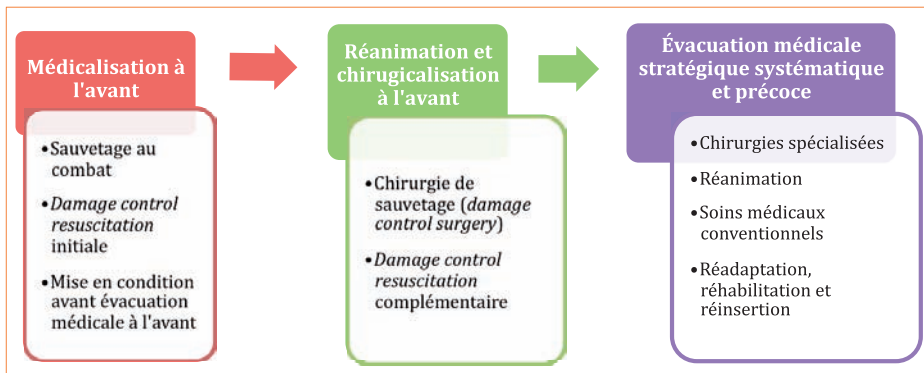 Médicalisation à
l'avant
•Sauvetage au
combat
•Damage control
resuscitation
initiale
•Mise en condition
avant évacuation
médicale à l'avant
Réanimation et
chirugicalisation
à l'avant
•Chirurgie de
sauvetage (damage
control surgery)
•Damage control
resuscitation
complémentaire
Évacuation médicale
stratégique systématique
et précoce
•Chirurgies spécialisées
•Réanimation
•Soins médicaux
conventionnels
•Réadaptation,
réhabilitation et
réinsertion